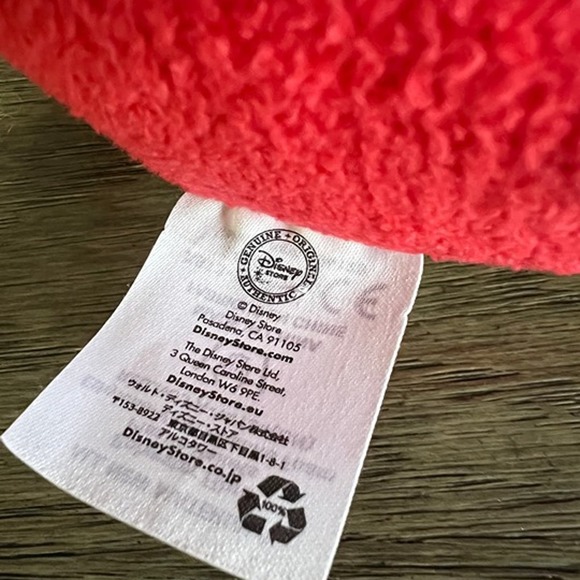 GENUINE ORIGINAL AUTHENTIC
Disney
STORE
© Disney
Disney Store
Pasadena, CA 91105
DisneyStore.com
The Disney Store Ltd,
3 Queen Caroline Street,
London W6 9PE.
DisneyStore.eu
ウォルト・ディズニー・ジャパン株式会社
ディズニー・ストア
〒153-8922 東京都目黒区下目黒1-8-1
アルコタワー
DisneyStore.co.jp
100%